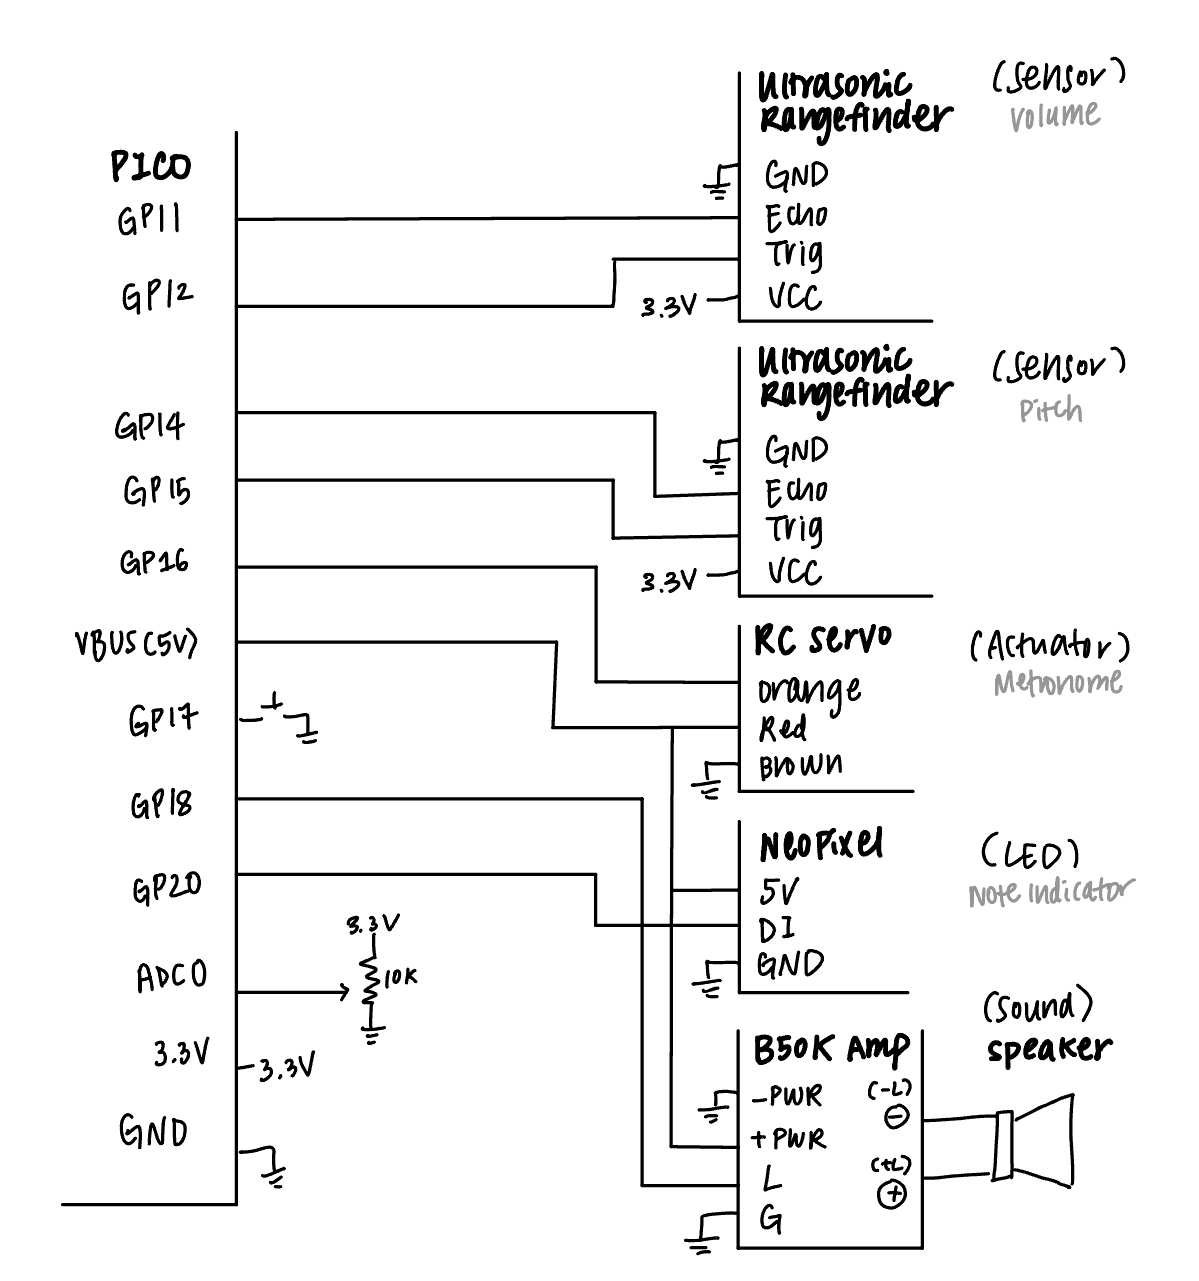 PICO
GP11
GP12
GP14
GP15
GP16
VBUS(5V)
GP17
GP18
GP20
ADC0
3.3V
10K
3.3V
3.3V
GND
Ultrasonic
Rangefinder
(Sensor)
Volume
GND
Echo
Trig
VCC
3.3V
Ultrasonic
Rangefinder
(Sensor)
Pitch
GND
Echo
Trig
VCC
3.3V
RC Servo
(Actuator)
Metronome
Orange
Red
Brown
NeoPixel
(LED)
Note Indicator
5V
DI
GND
B50K Amp
(Sound)
Speaker
-PWR
(-L)
-
+PWR
(+L)
+
L
G